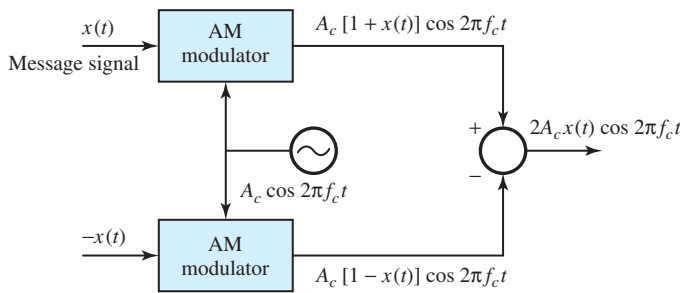 x(t)
Message signal
AM
modulator
A_c [1 + x(t)] cos 2πf_c t
+
−
2A_c x(t) cos 2πf_c t
A_c cos 2πf_c t
−x(t)
AM
modulator
A_c [1 − x(t)] cos 2πf_c t